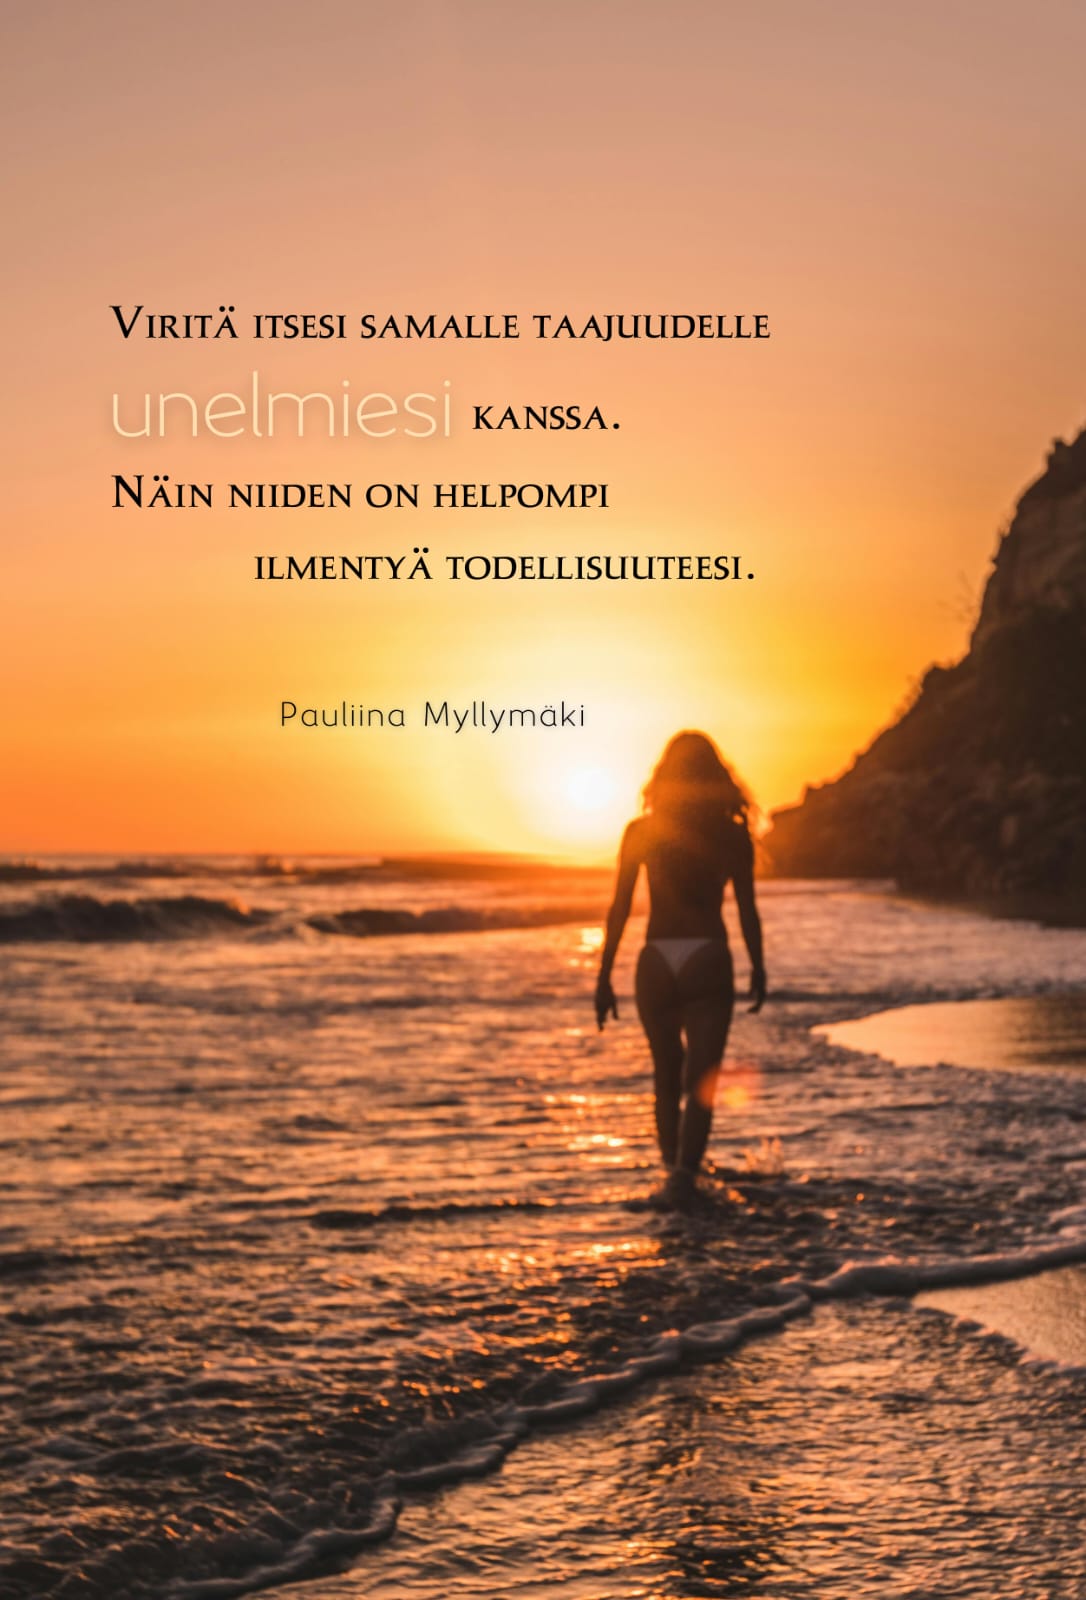 Viritä itsesi samalle taajuudelle
unelmiesi kanssa.
Näin niiden on helpompi
ilmentyä todellisuuteesi.
Pauliina Myllymäki